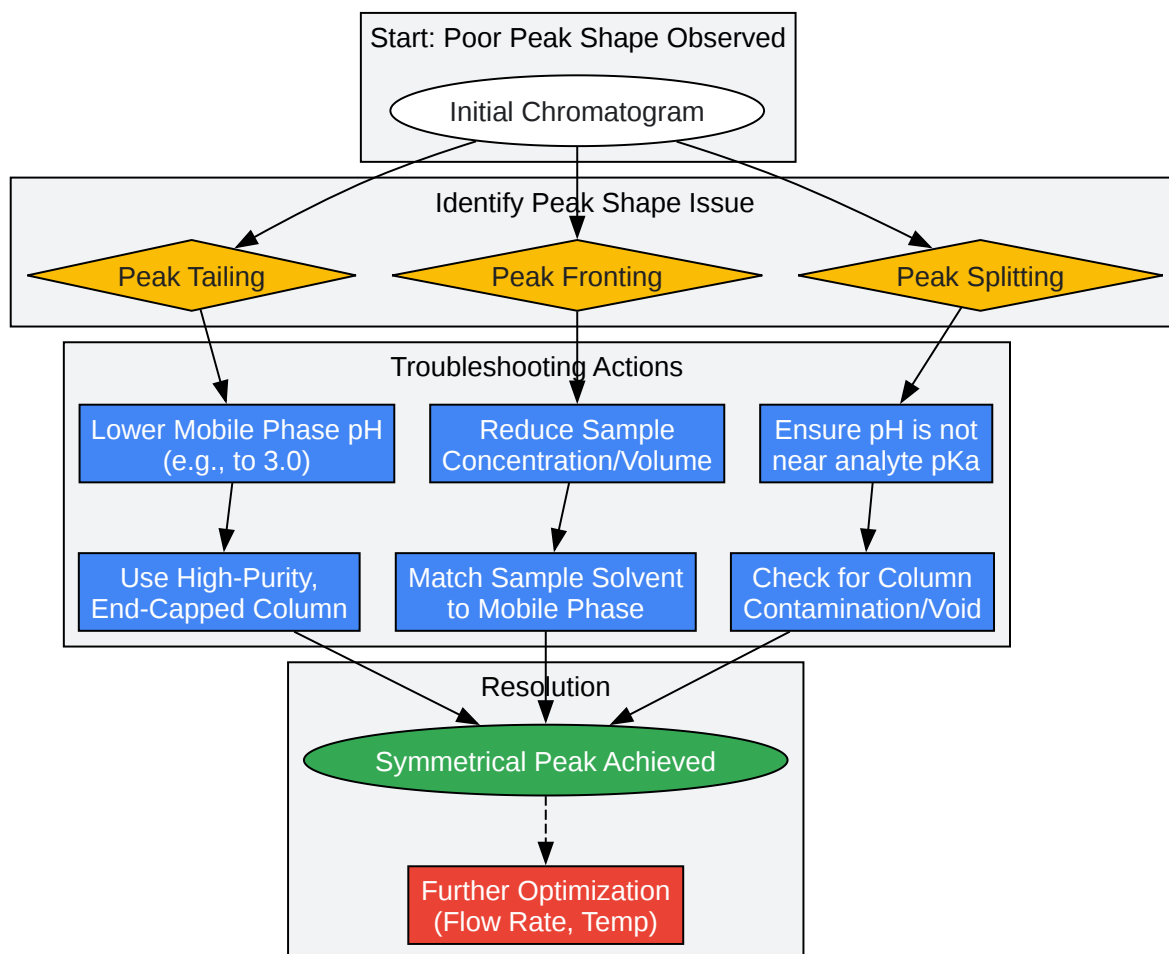 Start: Poor Peak Shape Observed
Initial Chromatogram
Identify Peak Shape Issue
Peak Tailing
Peak Fronting
Peak Splitting
Troubleshooting Actions
Lower Mobile Phase pH
(e.g., to 3.0)
Reduce Sample
Concentration/Volume
Ensure pH is not
near analyte pKa
Use High-Purity,
End-Capped Column
Match Sample Solvent
to Mobile Phase
Check for Column
Contamination/Void
Resolution
Symmetrical Peak Achieved
Further Optimization
(Flow Rate, Temp)